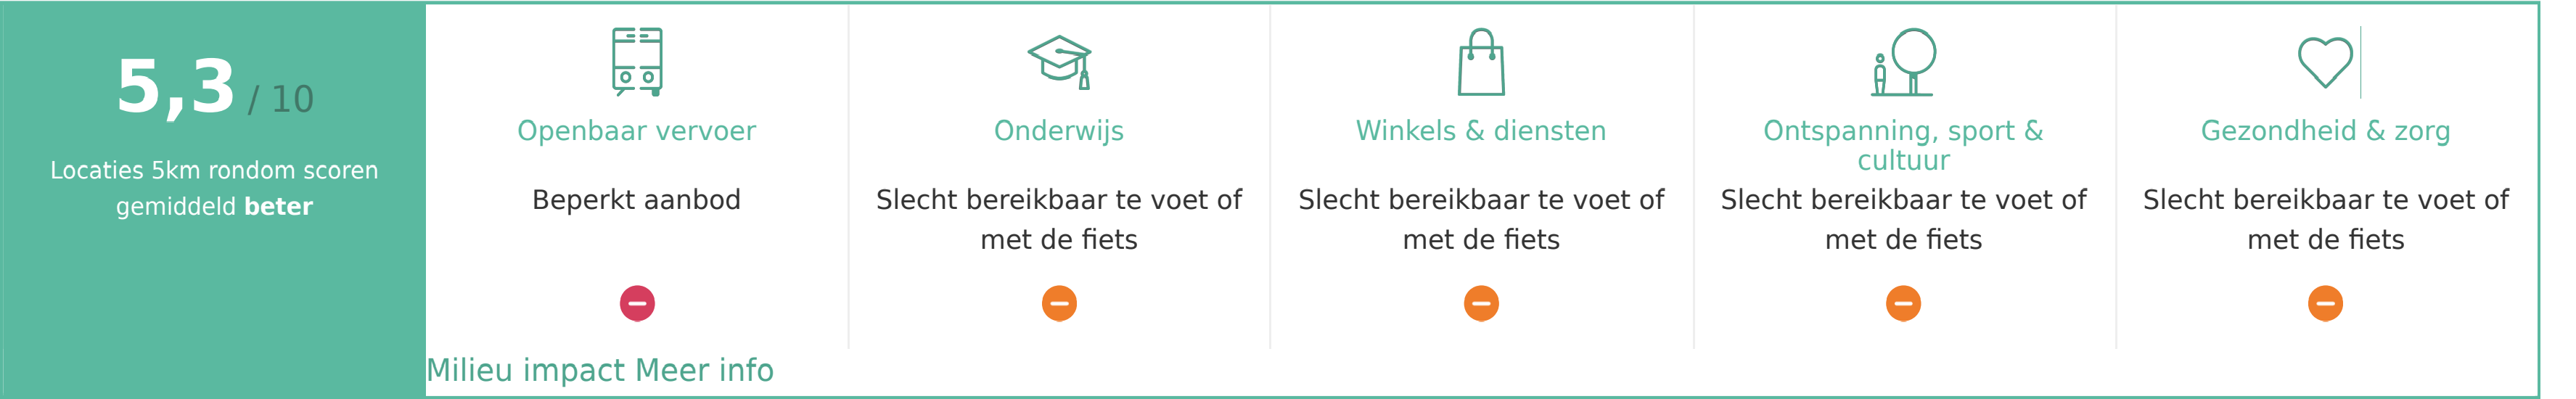 5,3 / 10
Locaties 5km rondom scoren
gemiddeld beter
Openbaar vervoer
Beperkt aanbod
Onderwijs
Slecht bereikbaar te voet of
met de fiets
Winkels & diensten
Slecht bereikbaar te voet of
met de fiets
Ontspanning, sport &
cultuur
Slecht bereikbaar te voet of
met de fiets
Gezondheid & zorg
Slecht bereikbaar te voet of
met de fiets
Milieu impact Meer info